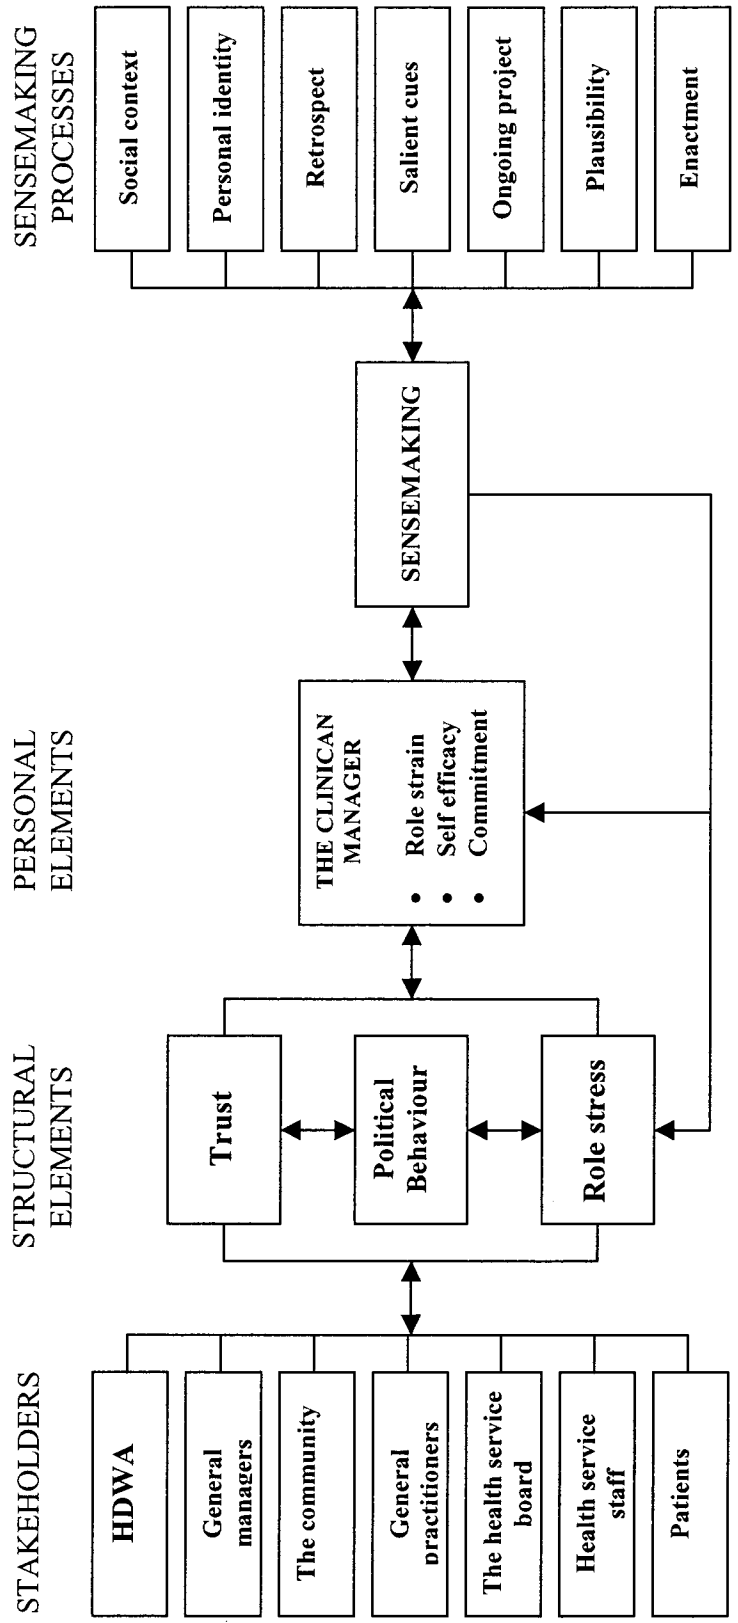 STAKEHOLDERS
HDWA
General
managers
The community
General
practitioners
The health service
board
Health service
staff
Patients
STRUCTURAL
ELEMENTS
Trust
Political
Behaviour
Role stress
PERSONAL
ELEMENTS
THE CLINICAN
MANAGER
• Role strain
• Self efficacy
• Commitment
SENSEMAKING
SENSEMAKING
PROCESSES
Social context
Personal identity
Retrospect
Salient cues
Ongoing project
Plausibility
Enactment